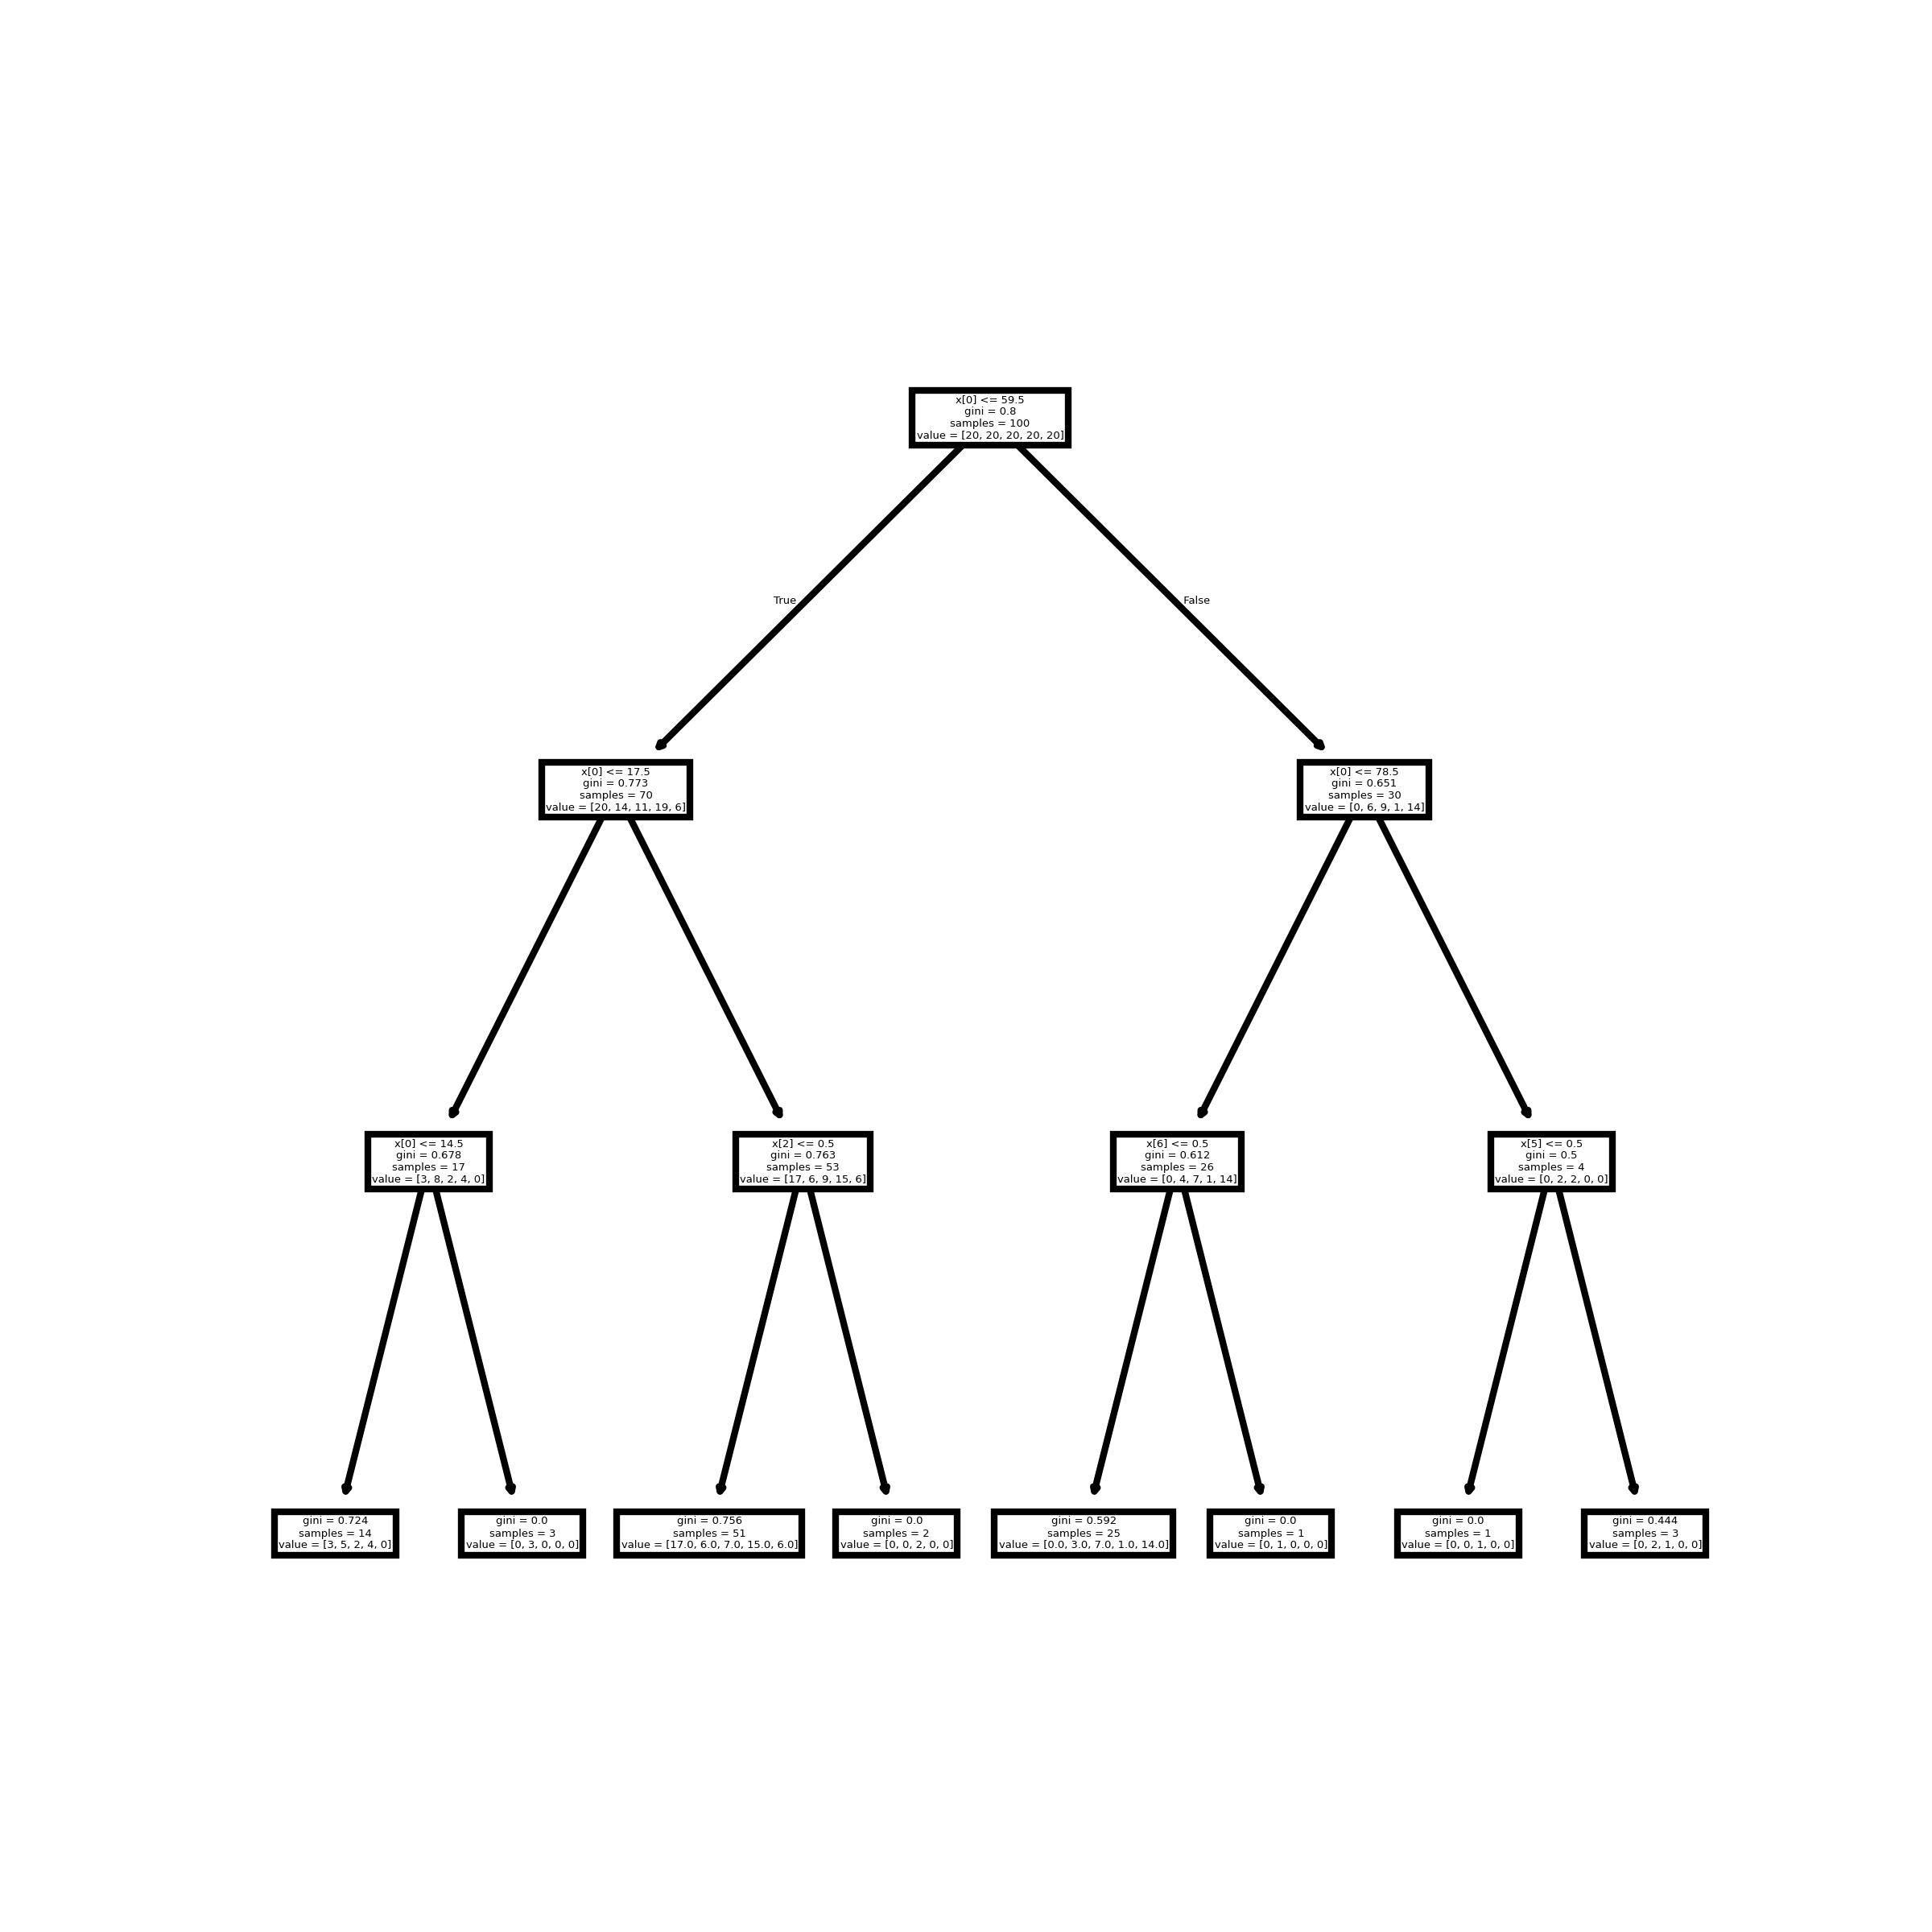 x[0] <= 59.5
gini = 0.8
samples = 100
value = [20, 20, 20, 20, 20]
True
False
x[0] <= 17.5
gini = 0.773
samples = 70
value = [20, 14, 11, 19, 6]
x[0] <= 78.5
gini = 0.651
samples = 30
value = [0, 6, 9, 1, 14]
x[0] <= 14.5
gini = 0.678
samples = 17
value = [3, 8, 2, 4, 0]
x[2] <= 0.5
gini = 0.763
samples = 53
value = [17, 6, 9, 15, 6]
x[6] <= 0.5
gini = 0.612
samples = 26
value = [0, 4, 7, 1, 14]
x[5] <= 0.5
gini = 0.5
samples = 4
value = [0, 2, 2, 0, 0]
gini = 0.724
samples = 14
value = [3, 5, 2, 4, 0]
gini = 0.0
samples = 3
value = [0, 3, 0, 0, 0]
gini = 0.756
samples = 51
value = [17.0, 6.0, 7.0, 15.0, 6.0]
gini = 0.0
samples = 2
value = [0, 0, 2, 0, 0]
gini = 0.592
samples = 25
value = [0.0, 3.0, 7.0, 1.0, 14.0]
gini = 0.0
samples = 1
value = [0, 1, 0, 0, 0]
gini = 0.0
samples = 1
value = [0, 0, 1, 0, 0]
gini = 0.444
samples = 3
value = [0, 2, 1, 0, 0]